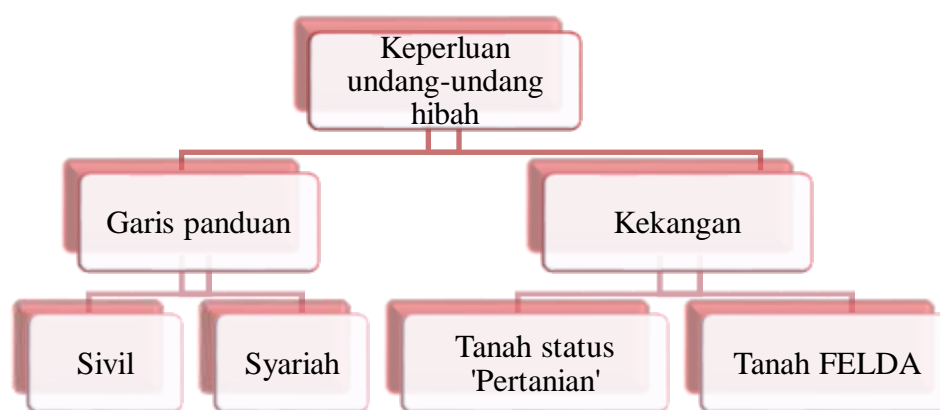 Keperluan
undang-undang
hibah
Garis panduan
Kekangan
Sivil
Syariah
Tanah status
'Pertanian'
Tanah FELDA